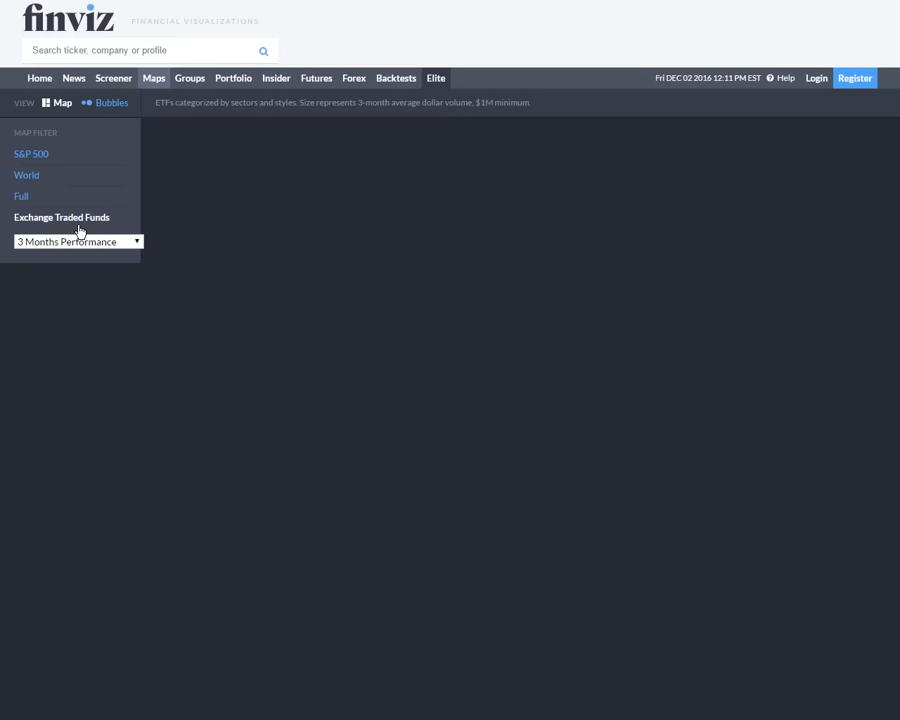 finviz FINANCIAL VISUALIZATIONS
Search ticker, company or profile
Home News Screener Maps Groups Portfolio Insider Futures Forex Backtests Elite Fri DEC 02 2016 12:11 PM EST Help Login Register
VIEW Map Bubbles ETFs categorized by sectors and styles. Size represents 3-month average dollar volume, $1M minimum.
MAP FILTER
S&P 500
World
Full
Exchange Traded Funds
3 Months Performance